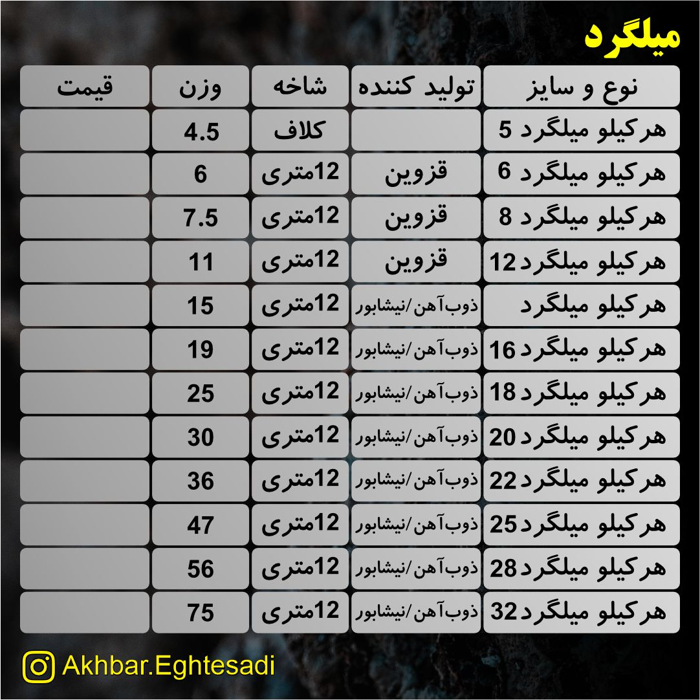 میلگرد
نوع و سایز تولید کننده شاخه وزن قیمت
هر کیلو میلگرد 5 کلاف 4.5
هر کیلو میلگرد 6 قزوین 12متری 6
هر کیلو میلگرد 8 قزوین 12متری 7.5
هر کیلو میلگرد 12 قزوین 12متری 11
هر کیلو میلگرد ذوب‌آهن/نیشابور 12متری 15
هر کیلو میلگرد 16 ذوب‌آهن/نیشابور 12متری 19
هر کیلو میلگرد 18 ذوب‌آهن/نیشابور 12متری 25
هر کیلو میلگرد 20 ذوب‌آهن/نیشابور 12متری 30
هر کیلو میلگرد 22 ذوب‌آهن/نیشابور 12متری 36
هر کیلو میلگرد 25 ذوب‌آهن/نیشابور 12متری 47
هر کیلو میلگرد 28 ذوب‌آهن/نیشابور 12متری 56
هر کیلو میلگرد 32 ذوب‌آهن/نیشابور 12متری 75
Akhbar.Eghtesadi